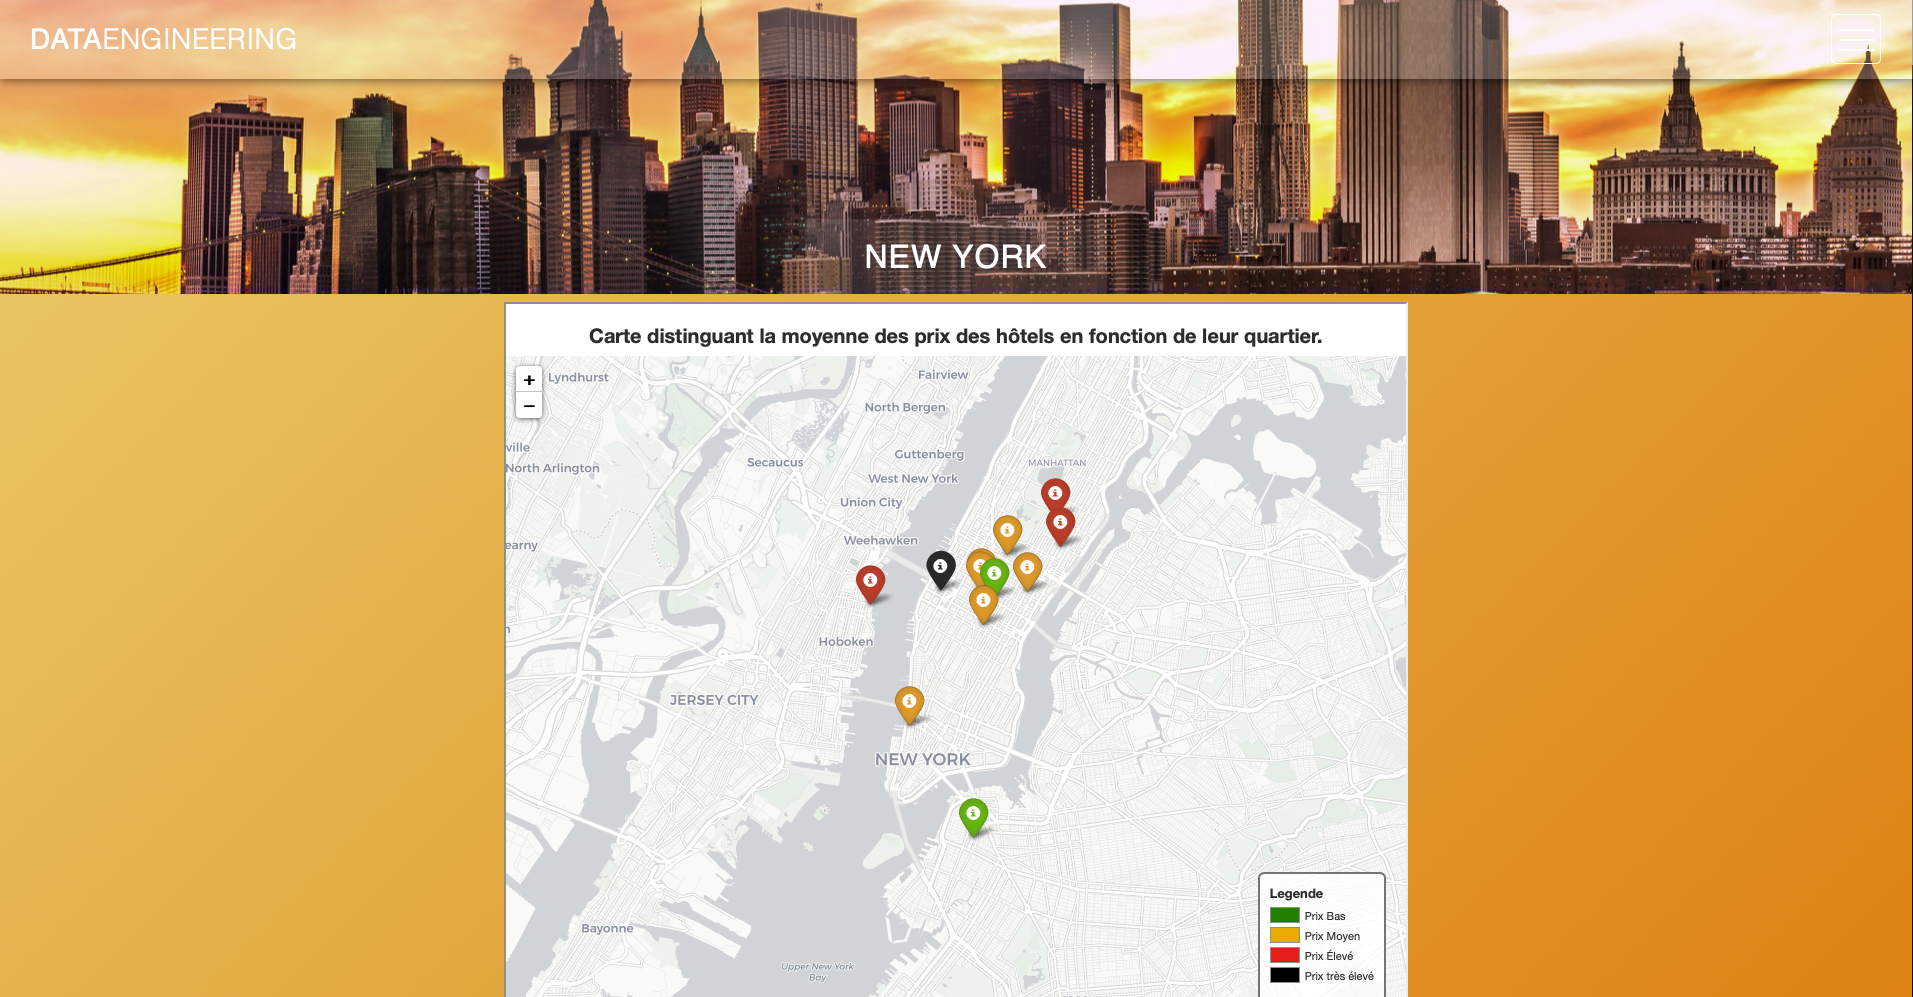 DATAENGINEERING
NEW YORK
Carte distinguant la moyenne des prix des hôtels en fonction de leur quartier.
+
−
Lyndhurst
Fairview
North Bergen
ville
Guttenberg
MANHATTAN
North Arlington
Secaucus
West New York
Union City
earny
Weehawken
Hoboken
JERSEY CITY
NEW YORK
Legende
Prix Bas
Bayonne
Prix Moyen
Prix Élevé
Upper New York
Bay
Prix très élevé